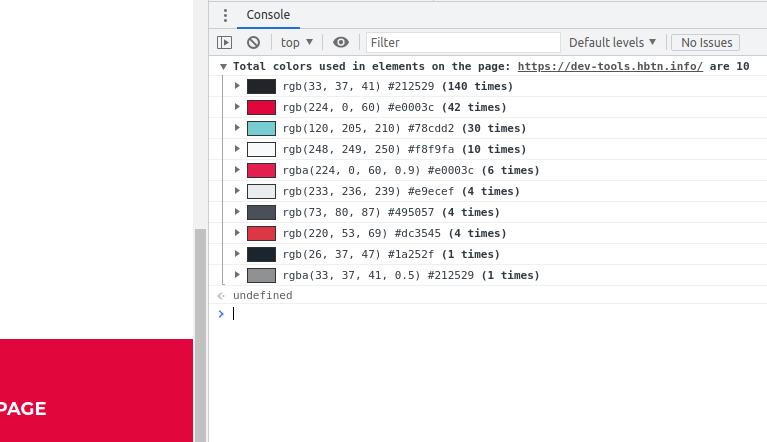 Console
top Filter Default levels No Issues
Total colors used in elements on the page: https://dev-tools.hbtn.info/ are 10
rgb(33, 37, 41) #212529 (140 times)
rgb(224, 0, 60) #e0003c (42 times)
rgb(120, 205, 210) #78cdd2 (30 times)
rgb(248, 249, 250) #f8f9fa (10 times)
rgba(224, 0, 60, 0.9) #e0003c (6 times)
rgb(233, 236, 239) #e9ecef (4 times)
rgb(73, 80, 87) #495057 (4 times)
rgb(220, 53, 69) #dc3545 (4 times)
rgb(26, 37, 47) #1a252f (1 times)
rgba(33, 37, 41, 0.5) #212529 (1 times)
undefined
PAGE